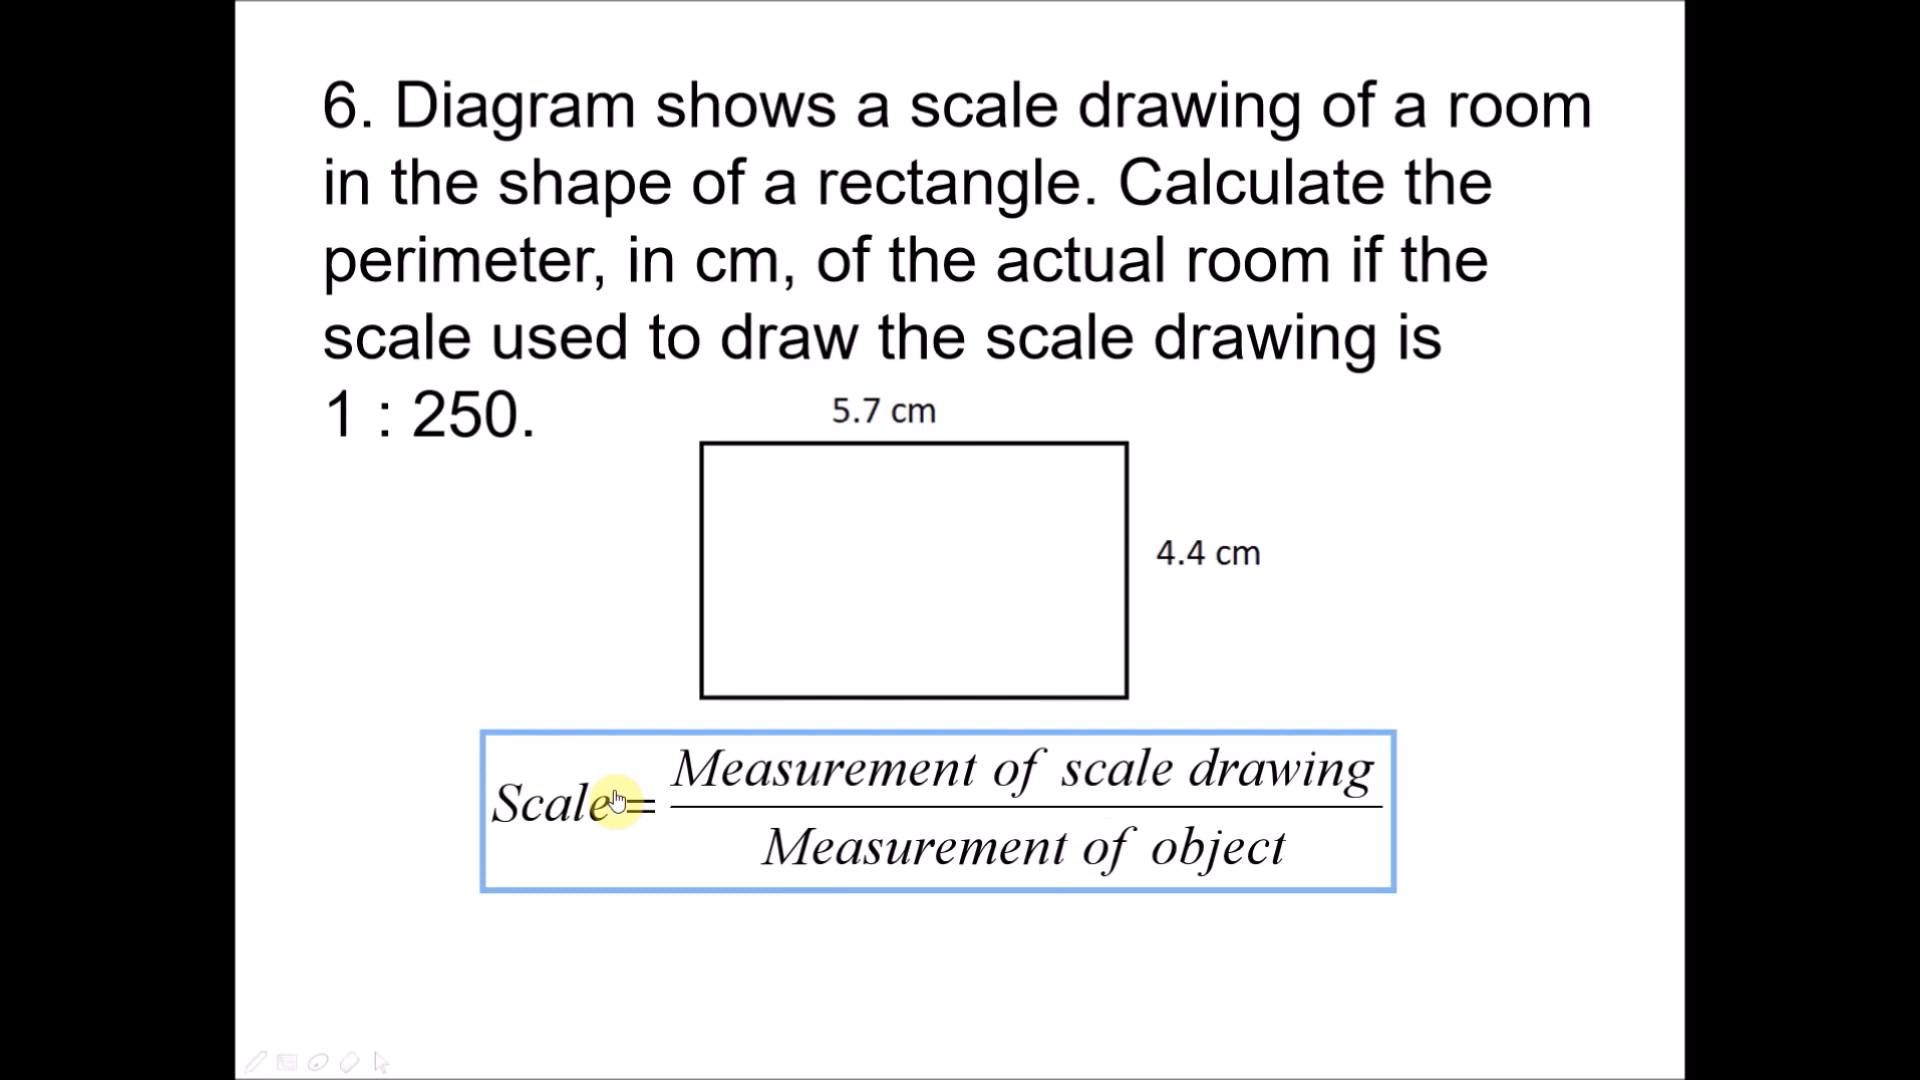 6. Diagram shows a scale drawing of a room
in the shape of a rectangle. Calculate the
perimeter, in cm, of the actual room if the
scale used to draw the scale drawing is
1 : 250.
5.7 cm
4.4 cm
Scale = Measurement of scale drawing
Measurement of object